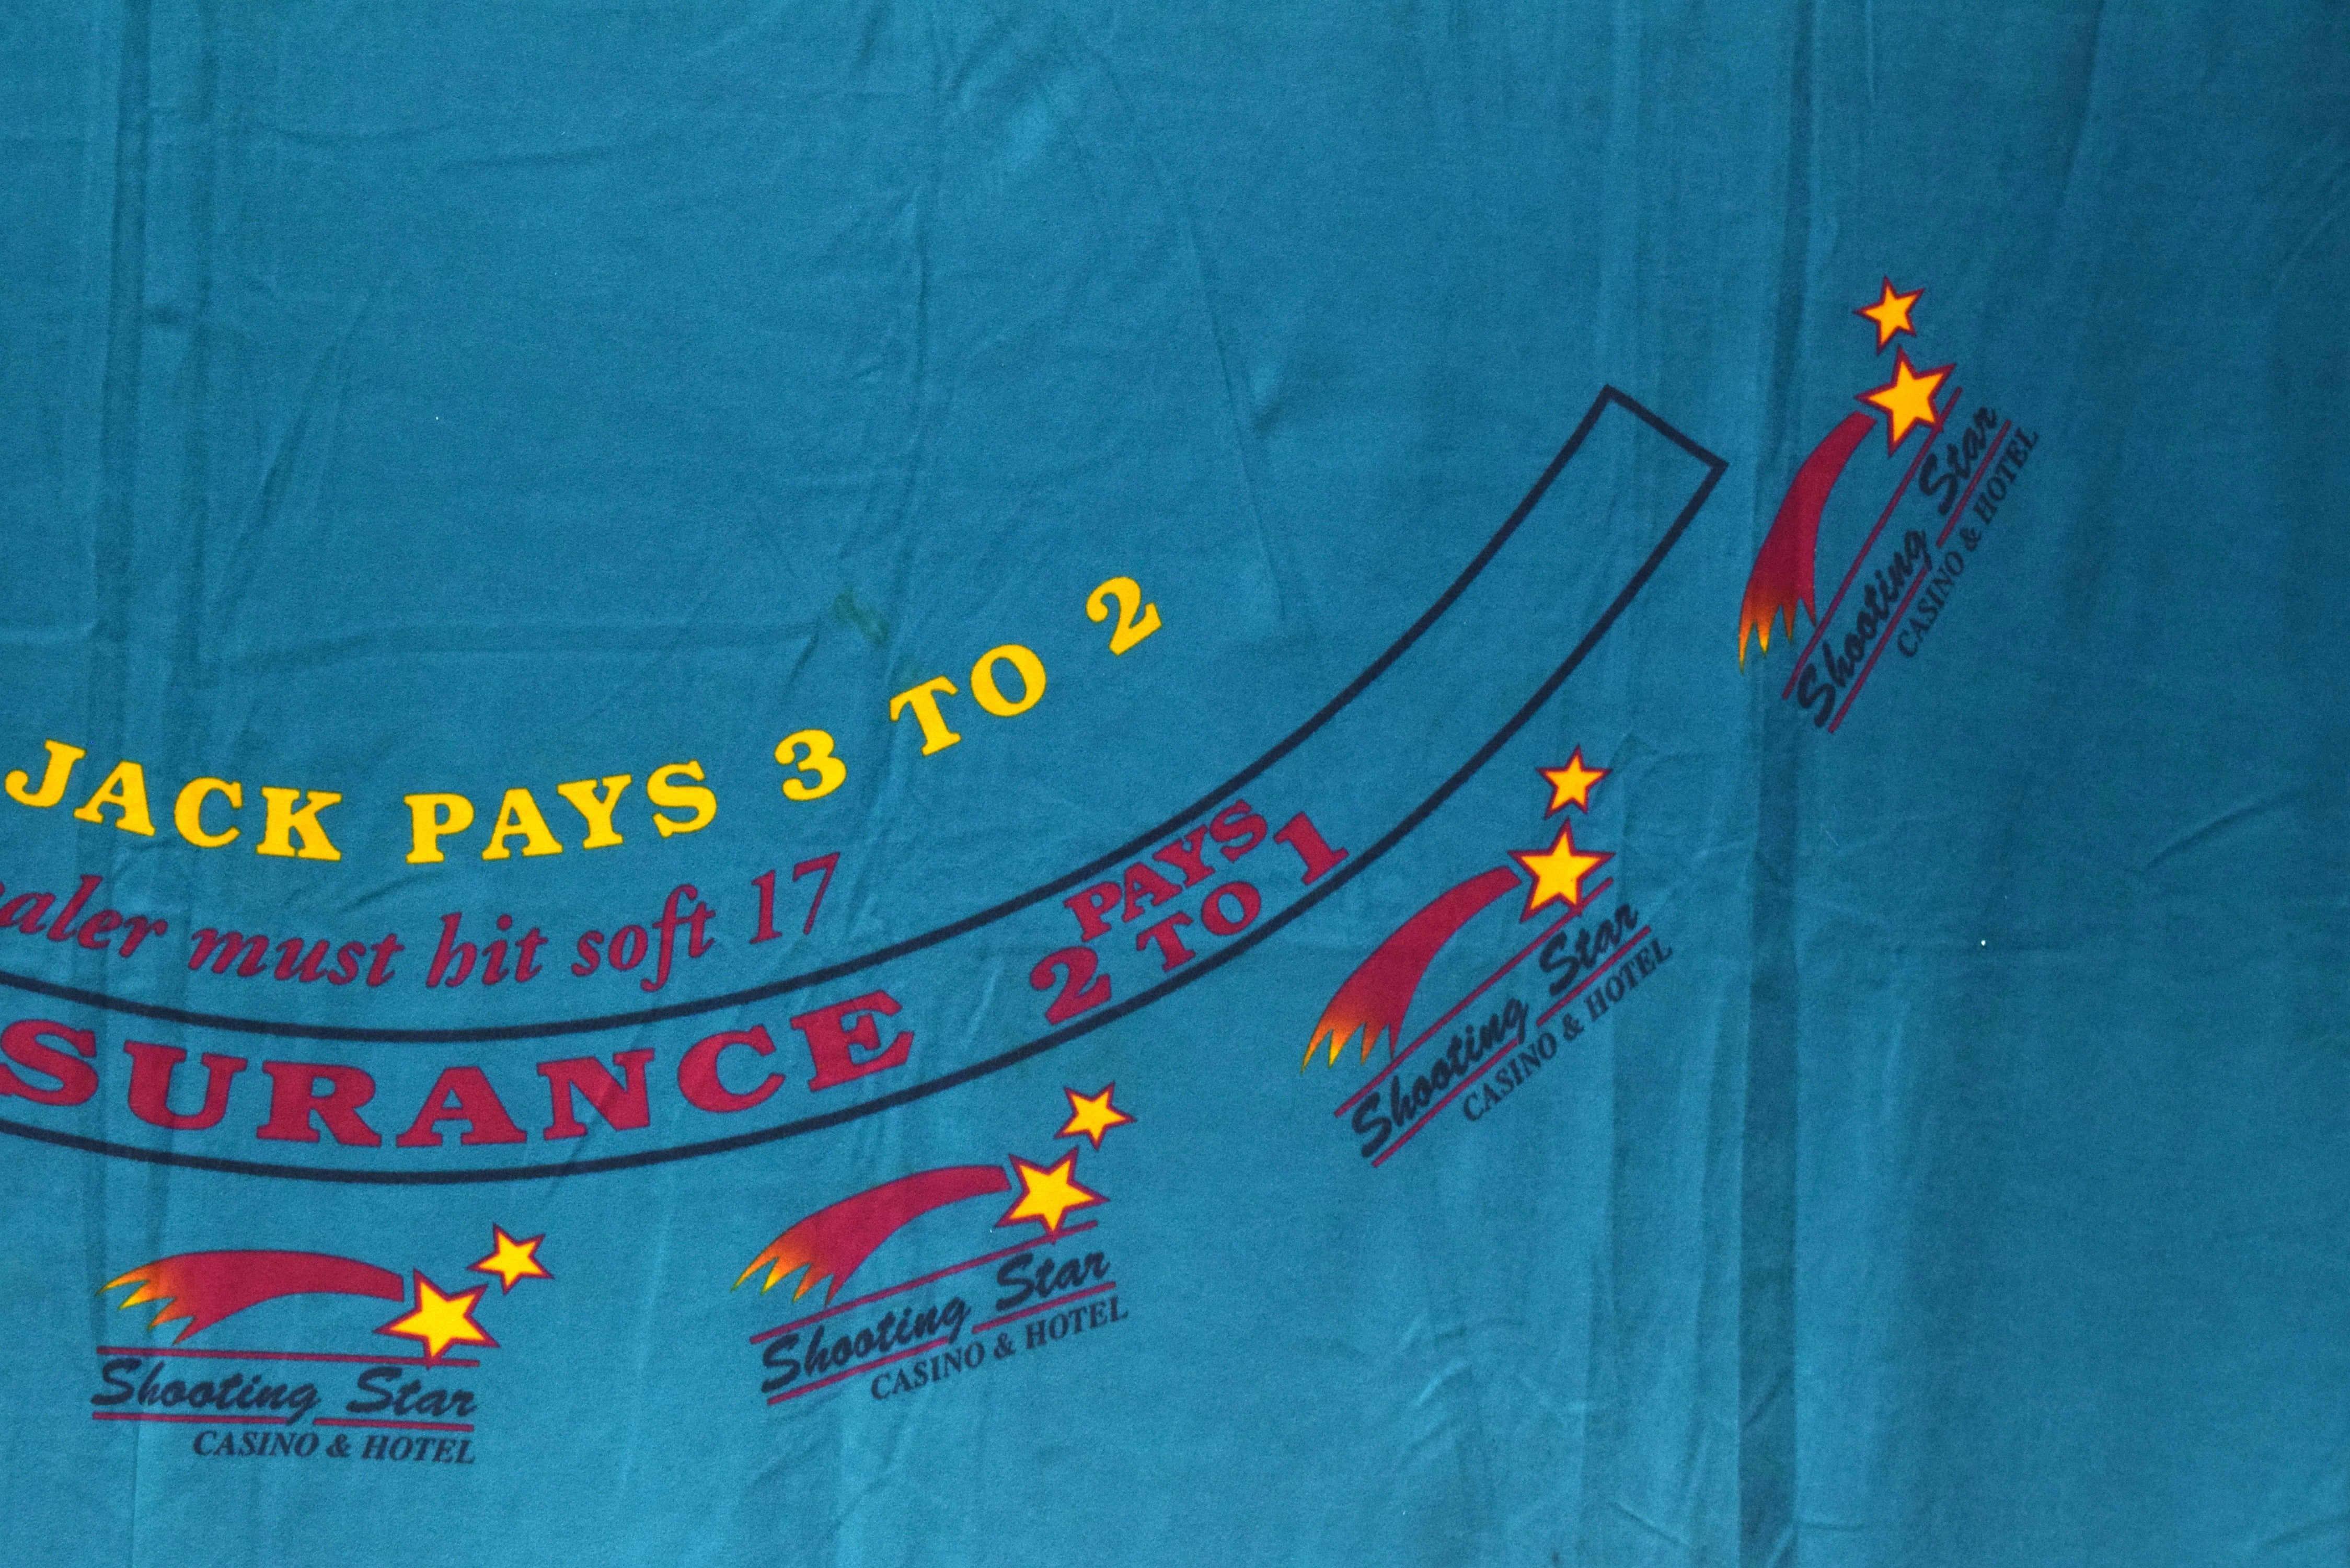 JACK PAYS 3 TO 2
aler must hit soft 17
SURANCE
PAYS
2 TO 1
Shooting Star
CASINO & HOTEL
Shooting Star
CASINO & HOTEL
Shooting Star
CASINO & HOTEL
Shooting Star
CASINO & HOTEL